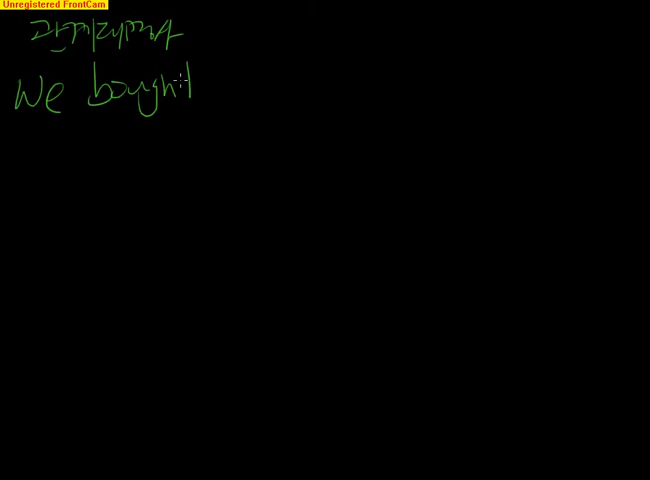 Unregistered FrontCam
관계대명사
We bought